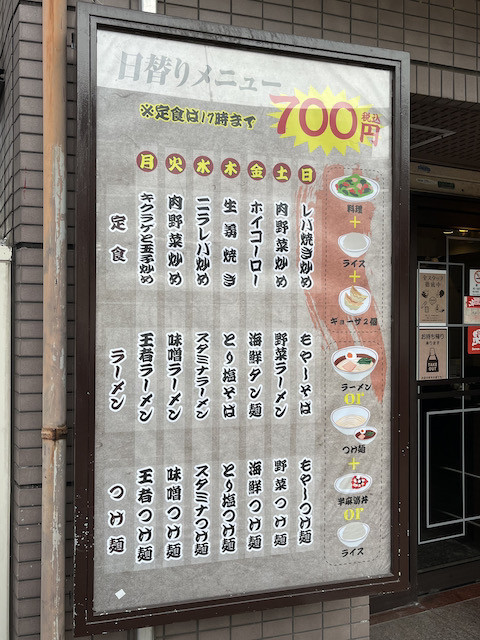 日替りメニュー
※定食は17時まで
700円
税込
月 火 水 木 金 土 日
定食
キクラゲと玉子炒め
肉野菜炒め
ニラレバ炒め
生姜焼き
ホイコーロー
肉野菜炒め
レバ焼き炒め
ラーメン
王者ラーメン
味噌ラーメン
スタミナラーメン
とり塩そば
海鮮タン麺
野菜ラーメン
もや〜そば
つけ麺
王者つけ麺
味噌つけ麺
スタミナつけ麺
とり塩つけ麺
海鮮つけ麺
野菜つけ麺
もや〜つけ麺
料理
+
ライス
+
ギョーザ2個
ラーメン
or
つけ麺
+
半麻婆丼
or
ライス
TAKE OUT